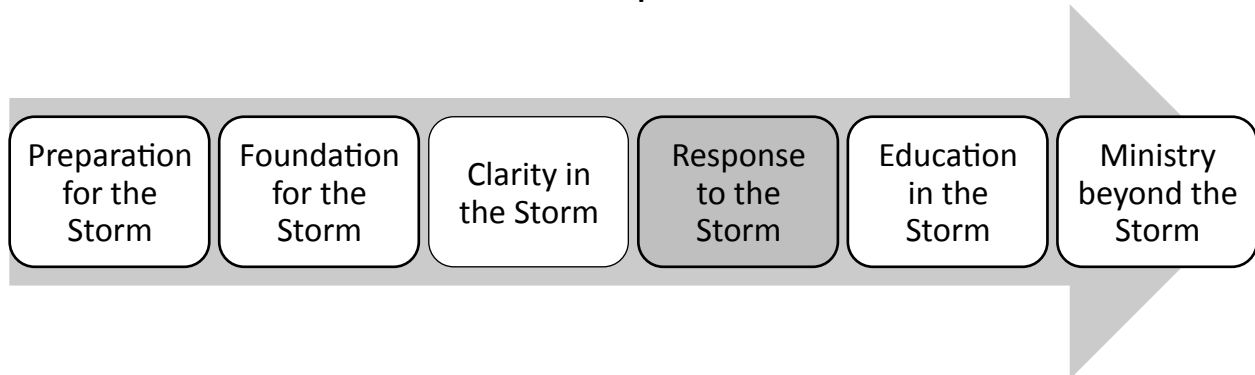 Preparation
for the
Storm
Foundation
for the
Storm
Clarity in
the Storm
Response
to the
Storm
Education
in the
Storm
Ministry
beyond the
Storm